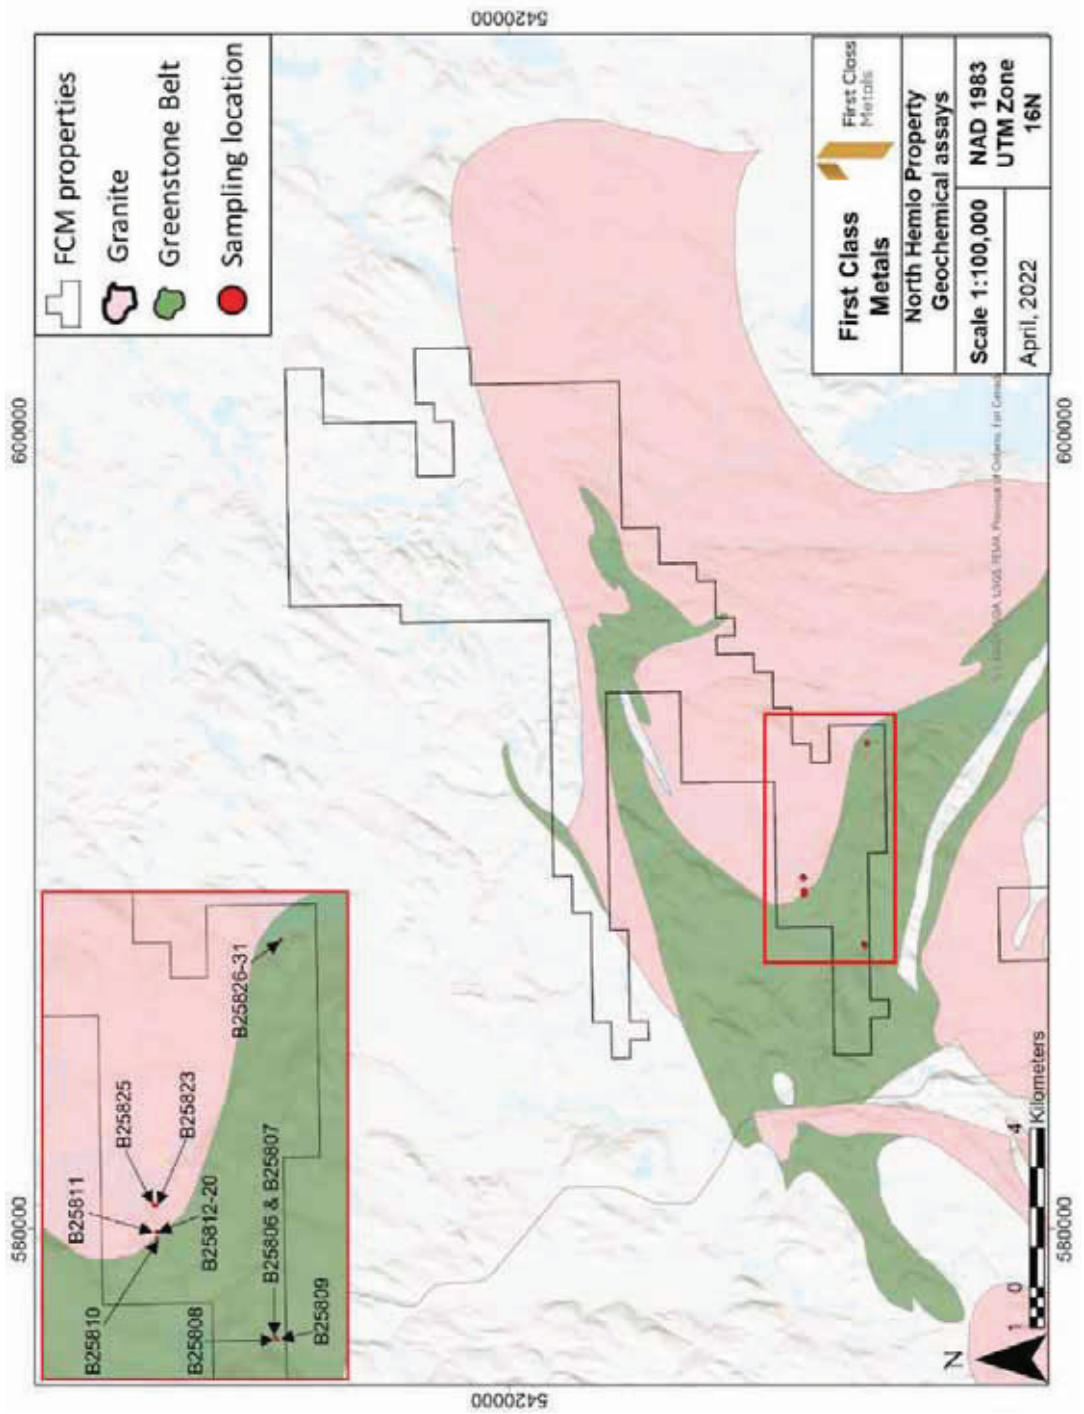 580000
600000
5420000
5420000
580000
600000
B25810
B25811
B25825
B25823
B25812-20
B25808
B25806 & B25807
B25809
B25826-31
FCM properties
Granite
Greenstone Belt
Sampling location
N
1 0 4
Kilometers
First Class
Metals
First Class
Metals
North Hemlo Property
Geochemical assays
Scale 1:100,000
NAD 1983
UTM Zone
16N
April, 2022